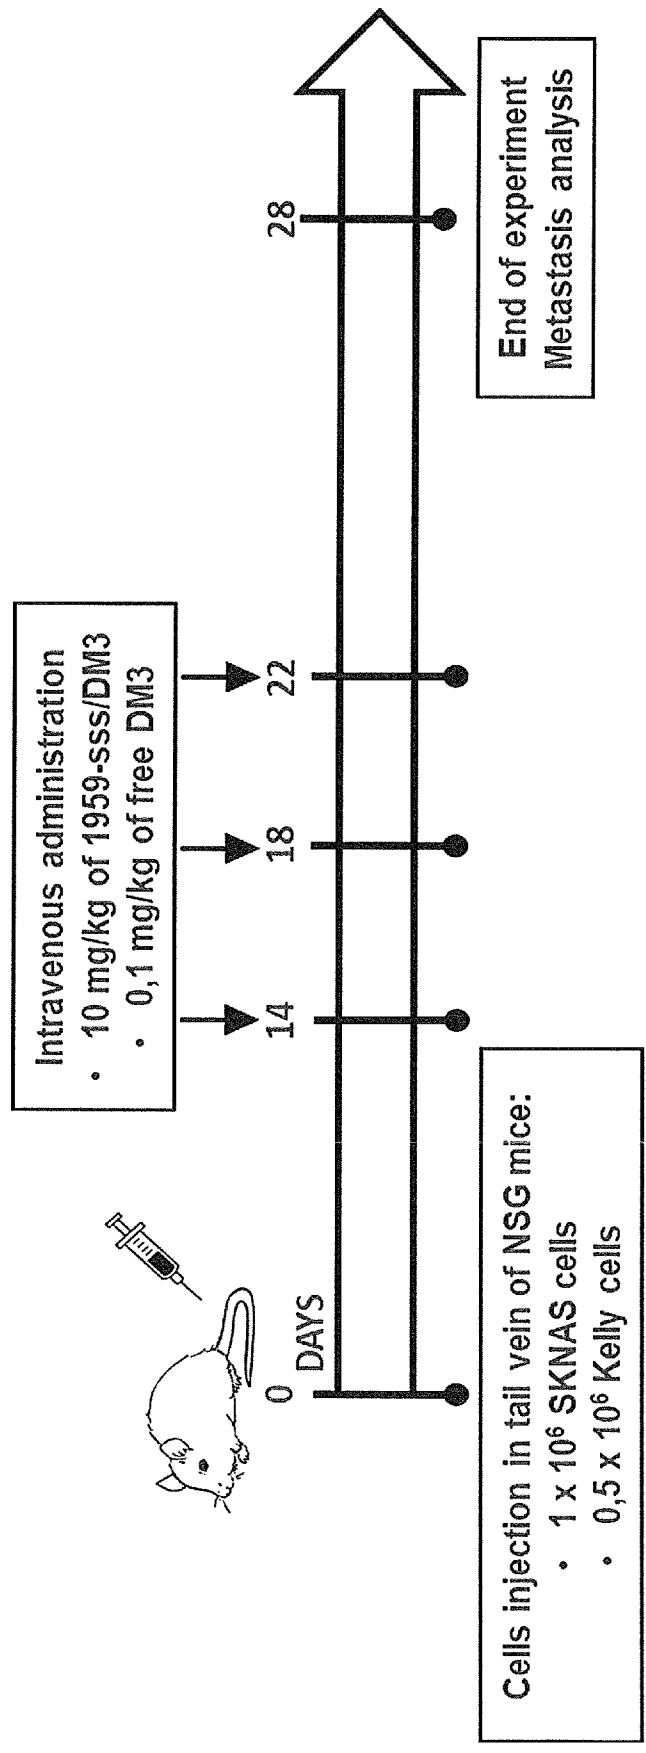 Intravenous administration
• 10 mg/kg of 1959-sss/DM3
• 0,1 mg/kg of free DM3
0
14
18
22
28
DAYS
Cells injection in tail vein of NSG mice:
• 1 x 10⁶ SKNAS cells
• 0,5 x 10⁶ Kelly cells
End of experiment
Metastasis analysis